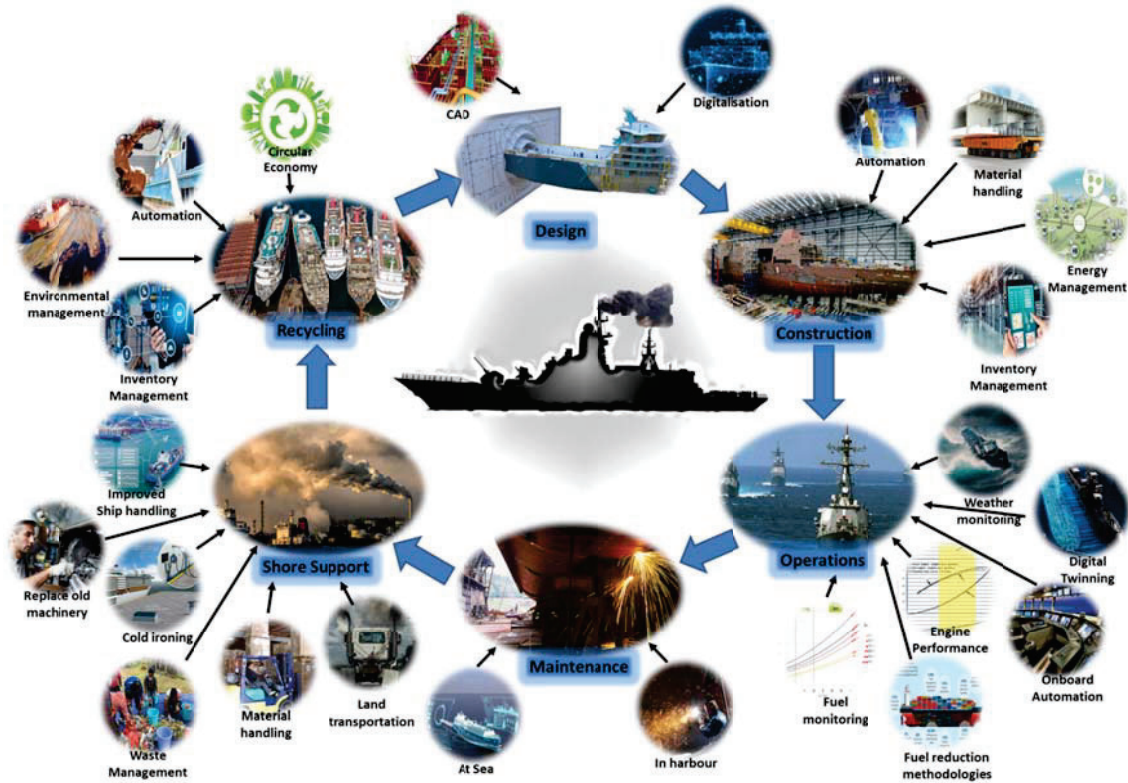 CAD
Digitalisation
Circular
Economy
Automation
Automation
Material
handling
Design
Environmental
management
Recycling
Construction
Energy
Management
Inventory
Management
Inventory
Management
Improved
Ship handling
Weather
monitoring
Replace old
machinery
Cold ironing
Shore Support
Operations
Digital
Twinning
Engine
Performance
Maintenance
Onboard
Automation
Material
handling
Land
transportation
Fuel
monitoring
Waste
Management
At Sea
In harbour
Fuel reduction
methodologies